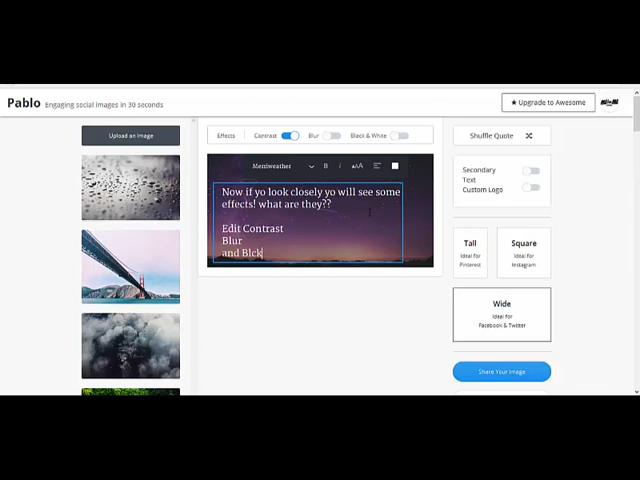 Pablo Engaging social images in 30 seconds
★ Upgrade to Awesome
Upload an Image
Effects Contrast Blur Black & White
Shuffle Quote
Merriweather B i AAA
Now if yo look closely yo will see some
effects! what are they??
Edit Contrast
Blur
and Blck
Secondary
Text
Custom Logo
Tall
Ideal for
Pinterest
Square
Ideal for
Instagram
Wide
Ideal for
Facebook & Twitter
Share Your Image